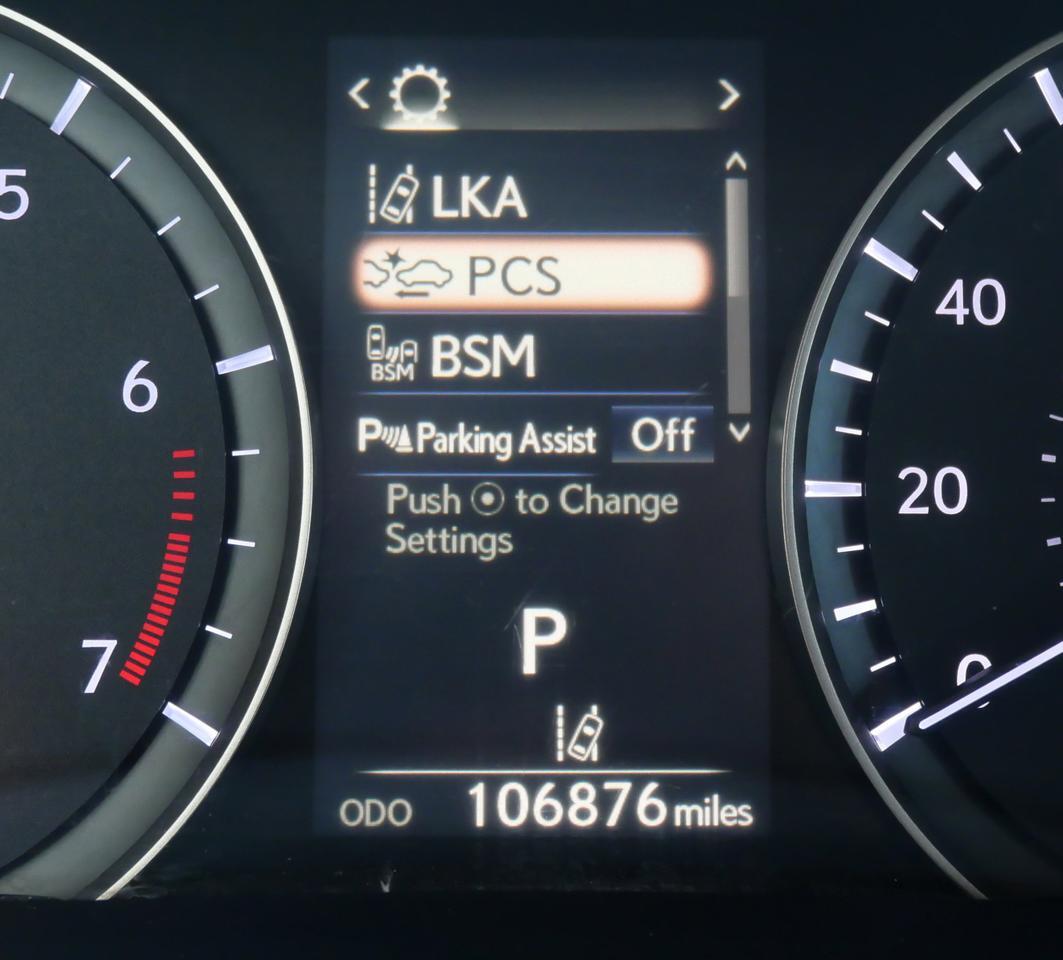 LKA
PCS
BSM
BSM
Parking Assist Off
Push to Change
Settings
P
ODO 106876 miles
5
6
7
40
20
0